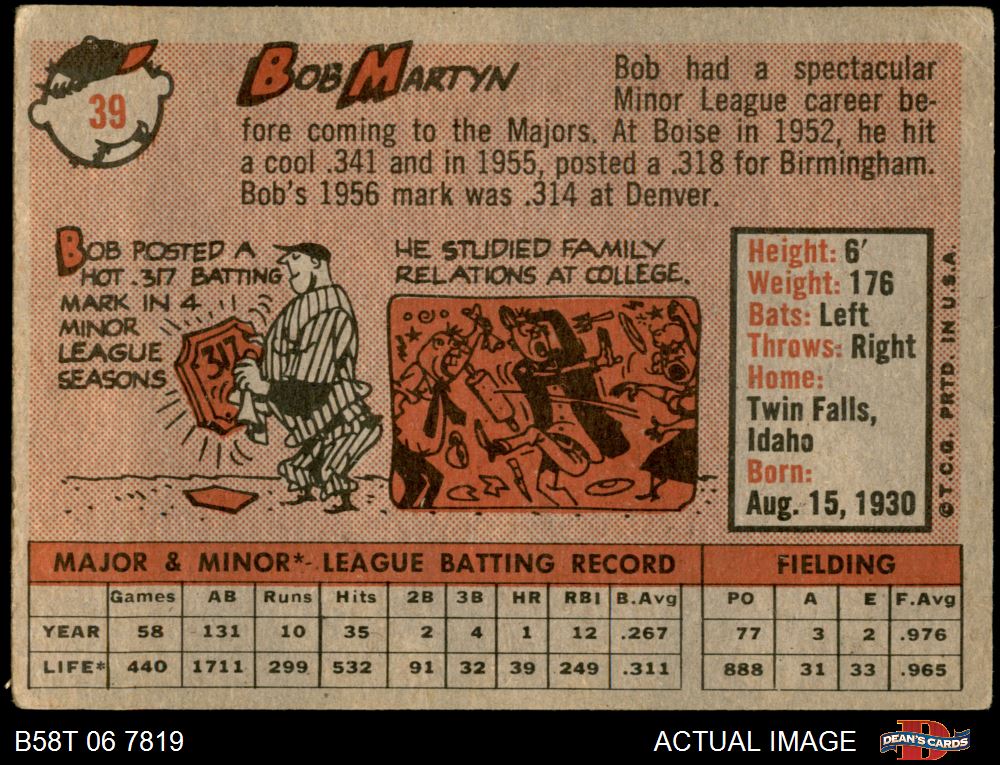 39
BOB MARTYN
Bob had a spectacular
Minor League career be-
fore coming to the Majors. At Boise in 1952, he hit
a cool .341 and in 1955, posted a .318 for Birmingham.
Bob's 1956 mark was .314 at Denver.
BOB POSTED A
HOT .317 BATTING
MARK IN 4
MINOR
LEAGUE
SEASONS
.317
HE STUDIED FAMILY
RELATIONS AT COLLEGE.
Height: 6'
Weight: 176
Bats: Left
Throws: Right
Home:
Twin Falls,
Idaho
Born:
Aug. 15, 1930
© T.C.G. PRTD. IN U.S.A.
MAJOR & MINOR*- LEAGUE BATTING RECORD FIELDING
Games AB Runs Hits 2B 3B HR RBI B.Avg PO A E F.Avg
YEAR 58 131 10 35 2 4 1 12 .267 77 3 2 .976
LIFE* 440 1711 299 532 91 32 39 249 .311 888 31 33 .965
B58T 06 7819
ACTUAL IMAGE
DEAN'S CARDS